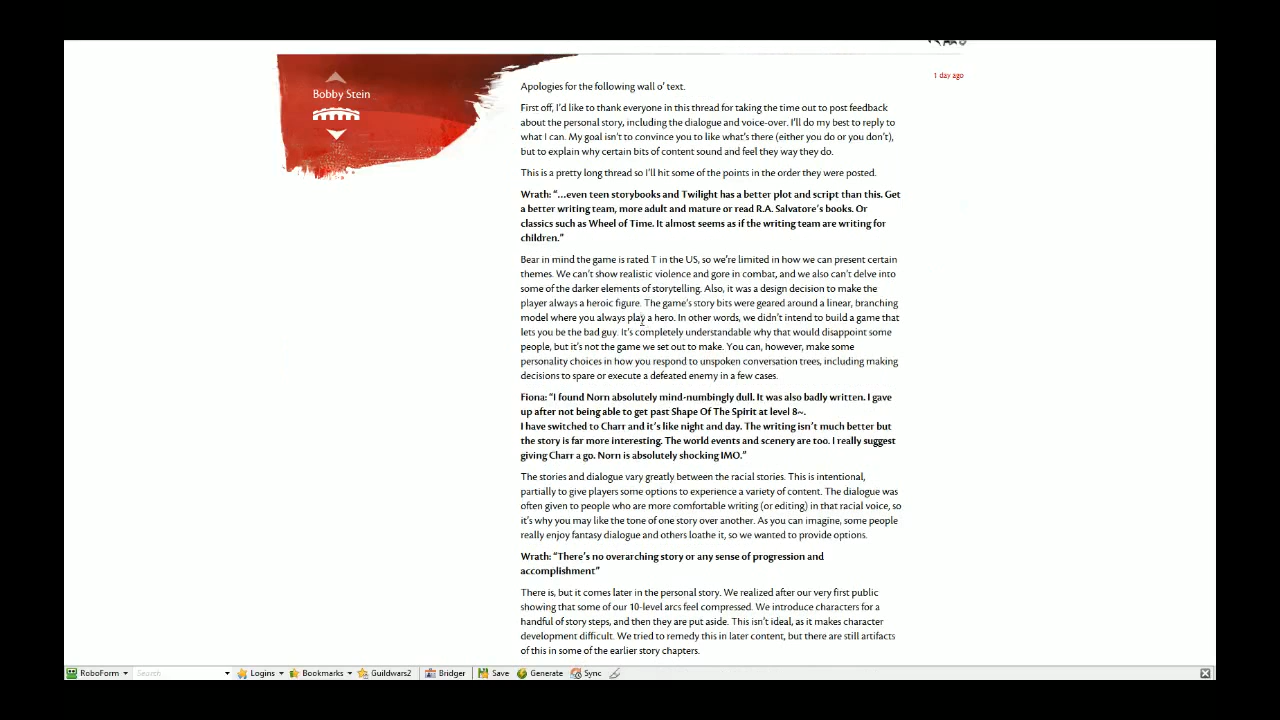 1 day ago
Bobby Stein
Apologies for the following wall o' text.
First off, I'd like to thank everyone in this thread for taking the time out to post feedback
about the personal story, including the dialogue and voice-over. I'll do my best to reply to
what I can. My goal isn't to convince you to like what's there (either you do or you don't),
but to explain why certain bits of content sound and feel they way they do.
This is a pretty long thread so I'll hit some of the points in the order they were posted.
Wrath: “...even teen storybooks and Twilight has a better plot and script than this. Get
a better writing team, more adult and mature or read R.A. Salvatore's books. Or
classics such as Wheel of Time. It almost seems as if the writing team are writing for
children.”
Bear in mind the game is rated T in the US, so we're limited in how we can present certain
themes. We can't show realistic violence and gore in combat, and we also can't delve into
some of the darker elements of storytelling. Also, it was a design decision to make the
player always a heroic figure. The game's story bits were geared around a linear, branching
model where you always play a hero. In other words, we didn't intend to build a game that
lets you be the bad guy. It's completely understandable why that would disappoint some
people, but it's not the game we set out to make. You can, however, make some
personality choices in how you respond to unspoken conversation trees, including making
decisions to spare or execute a defeated enemy in a few cases.
Fiona: “I found Norn absolutely mind-numbingly dull. It was also badly written. I gave
up after not being able to get past Shape Of The Spirit at level 8~.
I have switched to Charr and it's like night and day. The writing isn't much better but
the story is far more interesting. The world events and scenery are too. I really suggest
giving Charr a go. Norn is absolutely shocking IMO.”
The stories and dialogue vary greatly between the racial stories. This is intentional,
partially to give players some options to experience a variety of content. The dialogue was
often given to people who are more comfortable writing (or editing) in that racial voice, so
it's why you may like the tone of one story over another. As you can imagine, some people
really enjoy fantasy dialogue and others loathe it, so we wanted to provide options.
Wrath: “There's no overarching story or any sense of progression and
accomplishment”
There is, but it comes later in the personal story. We realized after our very first public
showing that some of our 10-level arcs feel compressed. We introduce characters for a
handful of story steps, and then they are put aside. This isn't ideal, as it makes character
development difficult. We tried to remedy this in later content, but there are still artifacts
of this in some of the earlier story chapters.
RoboForm Search Logins Bookmarks Guildwars2 Bridger Save Generate Sync